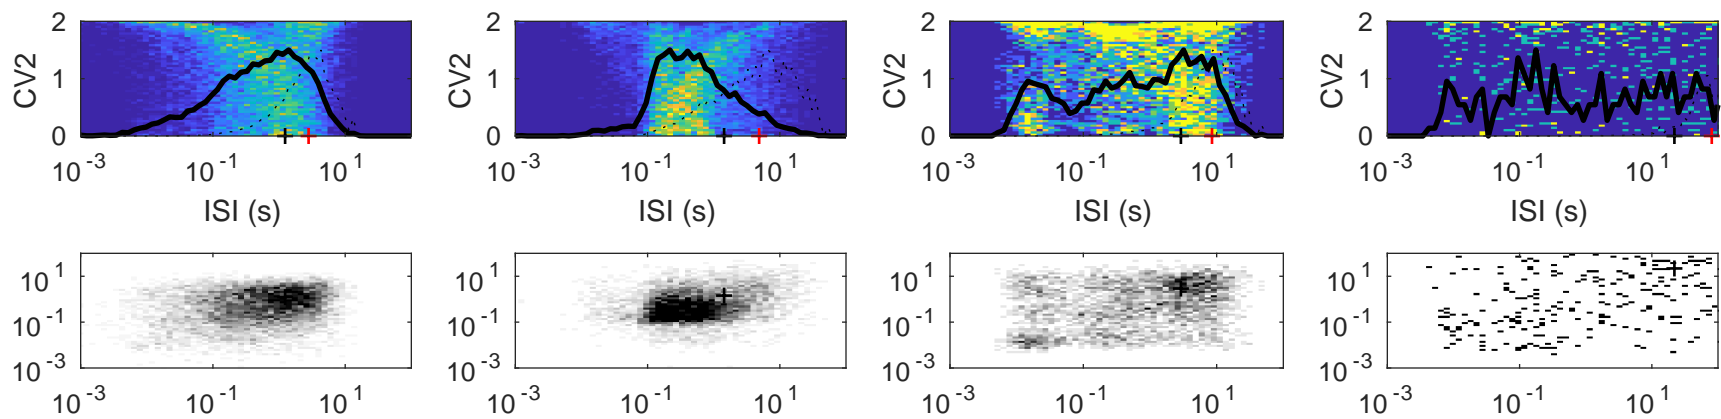 2 2 2 2
CV2 CV2 CV2 CV2
1 1 1 1
0 0 0 0
10^-3 10^-1 10^1 10^-3 10^-1 10^1 10^-3 10^-1 10^1 10^-3 10^-1 10^1
ISI (s) ISI (s) ISI (s) ISI (s)
10^1 10^1 10^1 10^1
10^-1 10^-1 10^-1 10^-1
10^-3 10^-3 10^-3 10^-3
10^-3 10^-1 10^1 10^-3 10^-1 10^1 10^-3 10^-1 10^1 10^-3 10^-1 10^1